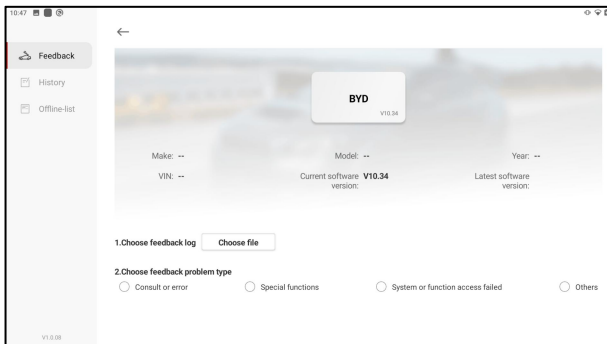 10:47
Feedback
History
Offline-list
V1.0.08
BYD
V10.34
Make: -- Model: -- Year: --
VIN: -- Current software version: V10.34 Latest software version:
1.Choose feedback log Choose file
2.Choose feedback problem type
Consult or error Special functions System or function access failed Others